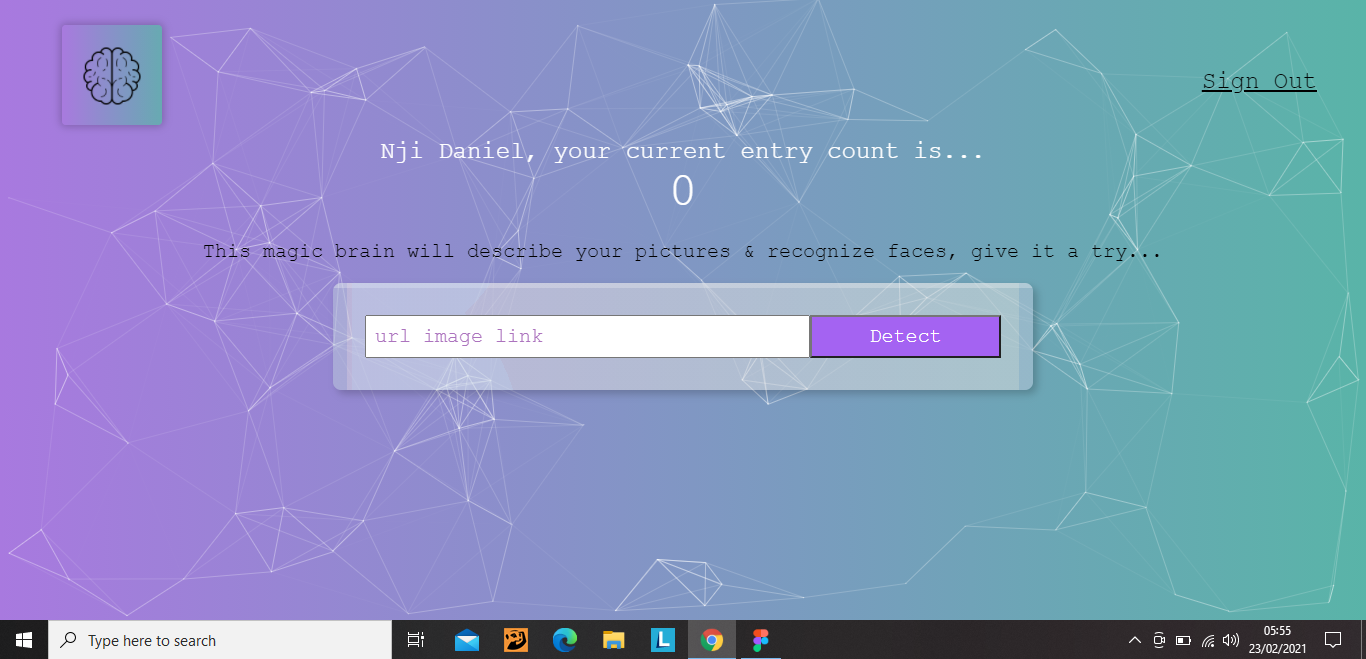 Sign Out
Nji Daniel, your current entry count is...
0
This magic brain will describe your pictures & recognize faces, give it a try...
url image link
Detect
Type here to search
L
05:55
23/02/2021